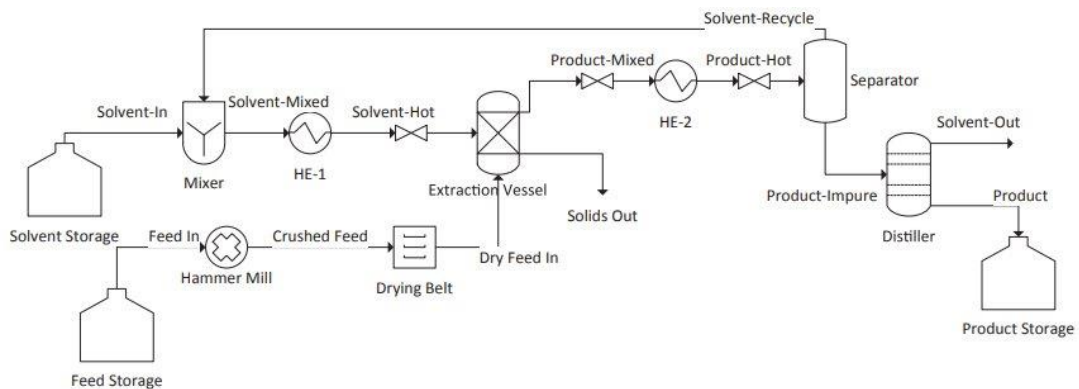 Solvent-Recycle
Product-Mixed
Product-Hot
Separator
Solvent-In
Solvent-Mixed
Solvent-Hot
HE-2
Solvent-Out
Mixer
HE-1
Extraction Vessel
Product-Impure
Product
Solids Out
Distiller
Solvent Storage
Feed In
Crushed Feed
Dry Feed In
Hammer Mill
Drying Belt
Product Storage
Feed Storage